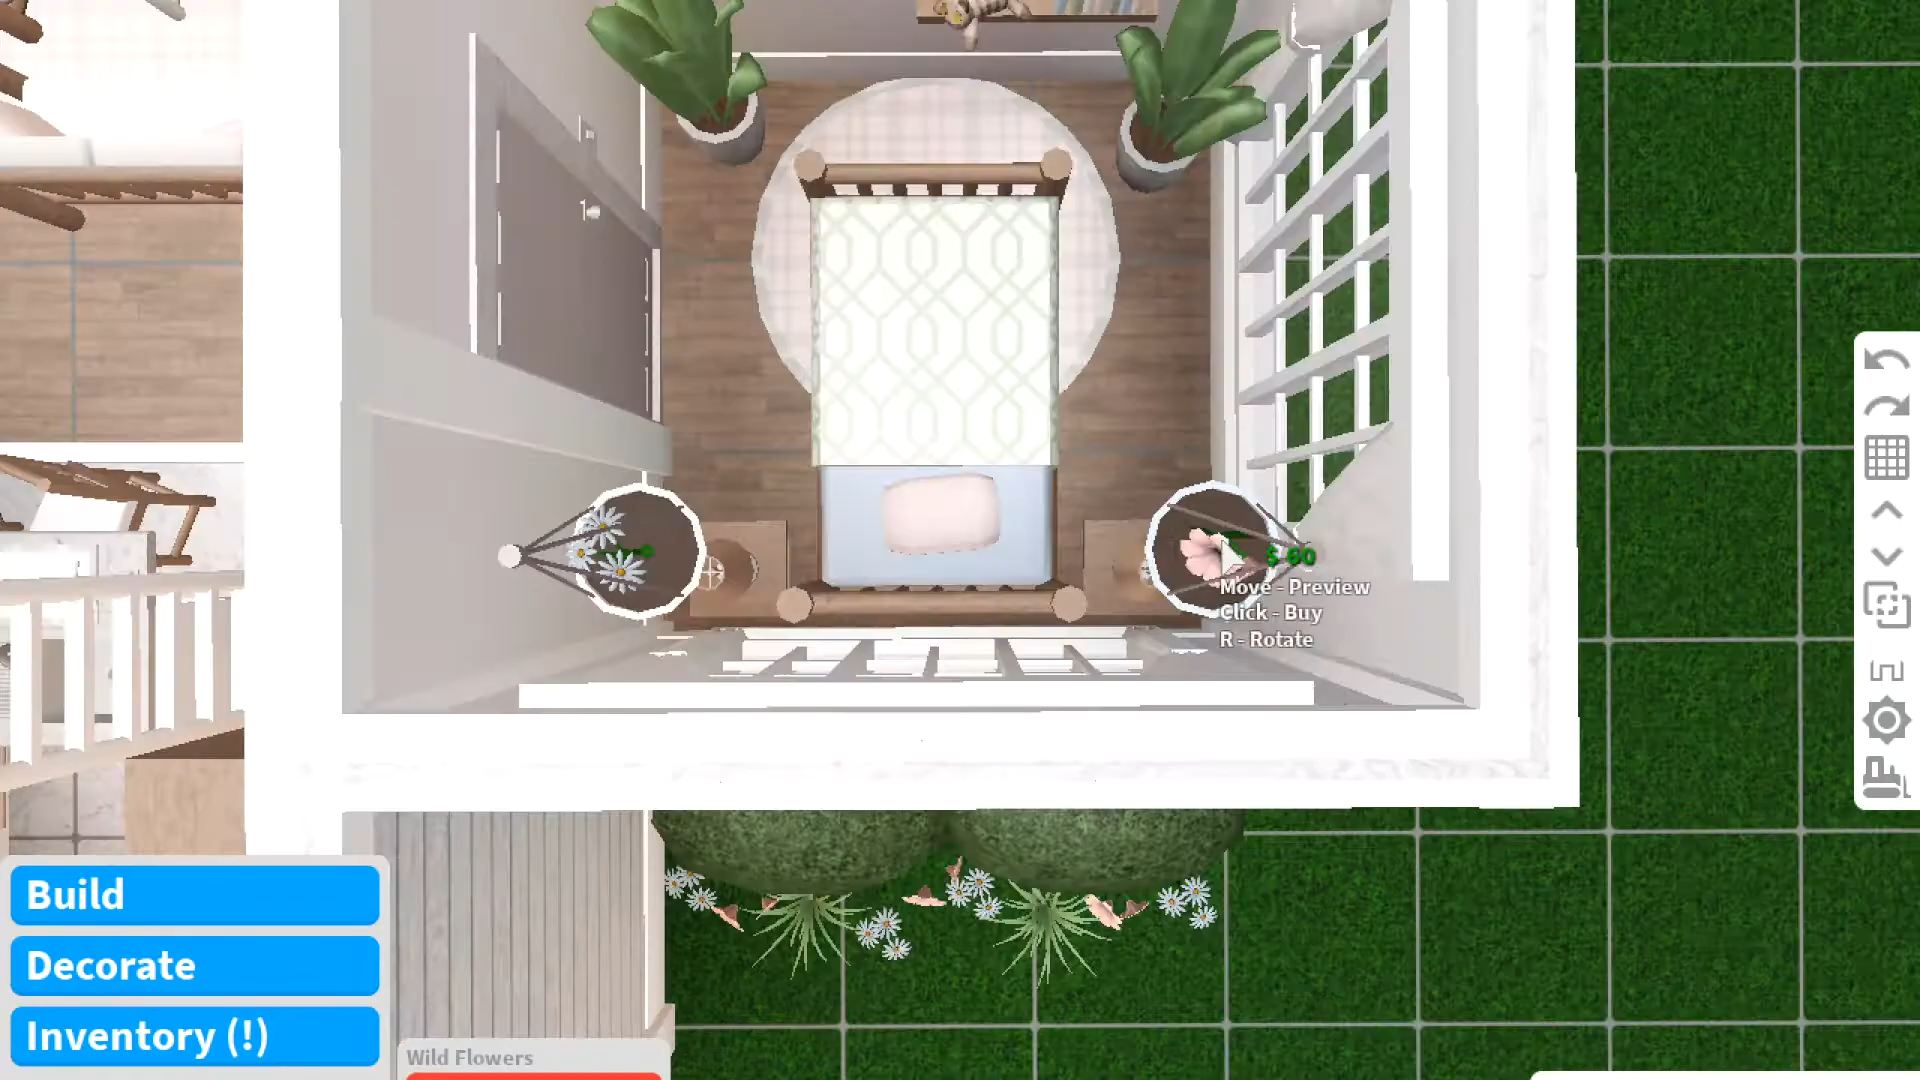 $ 60
Move - Preview
Click - Buy
R - Rotate
Build
Decorate
Inventory (!)
Wild Flowers